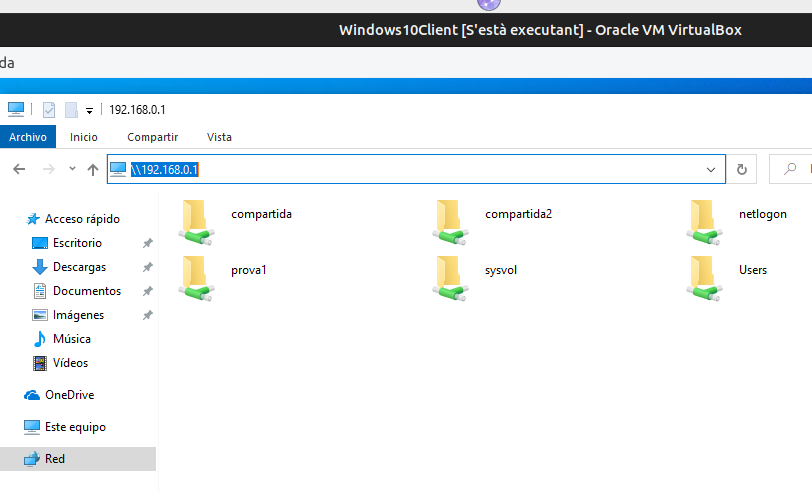 Windows10Client [S'està executant] - Oracle VM VirtualBox
da
192.168.0.1
Archivo Inicio Compartir Vista
\\192.168.0.1
Acceso rápido
Escritorio
Descargas
Documentos
Imágenes
Música
Vídeos
OneDrive
Este equipo
Red
compartida compartida2 netlogon
prova1 sysvol Users